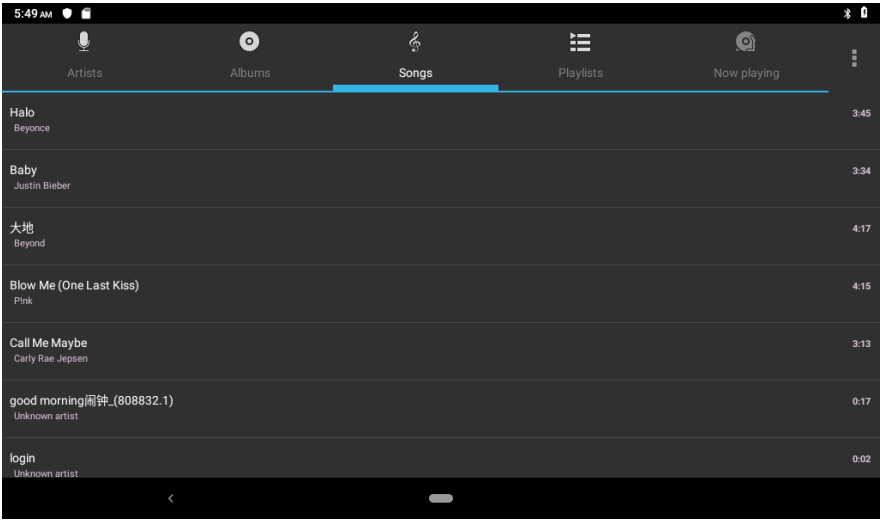 5:49 AM
Artists Albums Songs Playlists Now playing
Halo 3:45
Beyonce
Baby 3:34
Justin Bieber
大地 4:17
Beyond
Blow Me (One Last Kiss) 4:15
P!nk
Call Me Maybe 3:13
Carly Rae Jepsen
good morning闹钟_(808832.1) 0:17
Unknown artist
login 0:02
Unknown artist